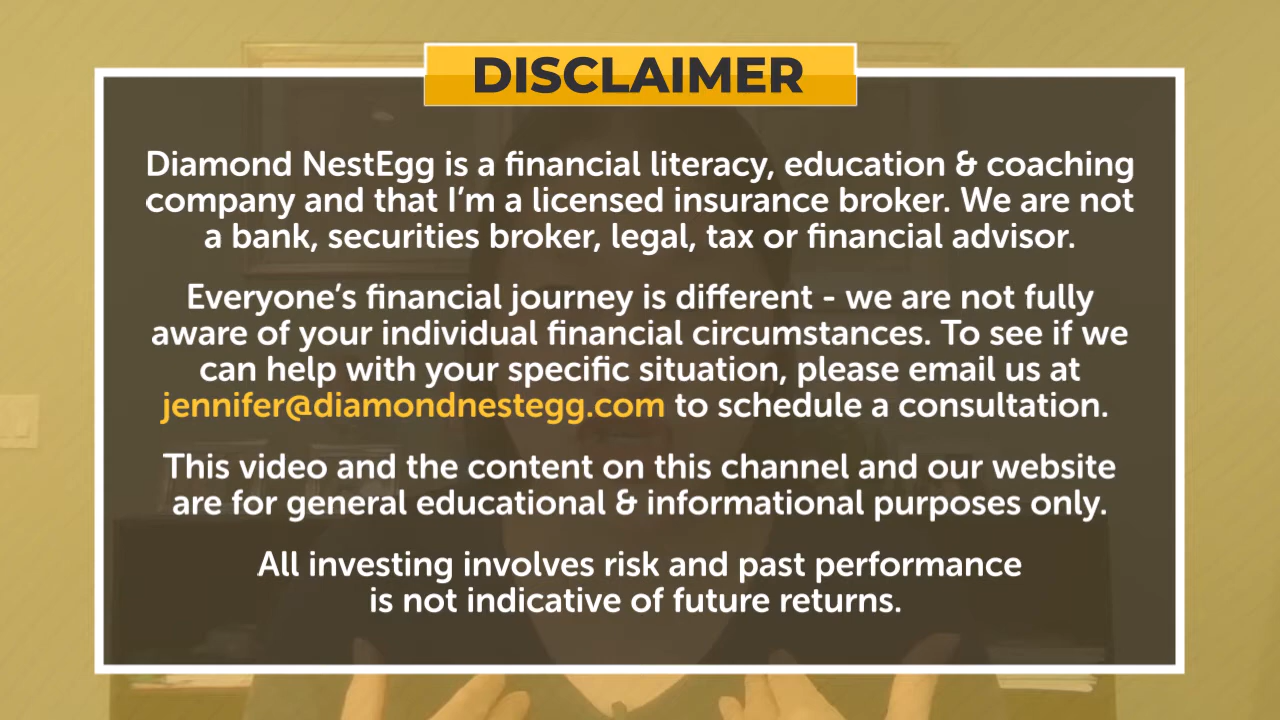 DISCLAIMER
Diamond NestEgg is a financial literacy, education & coaching
company and that I’m a licensed insurance broker. We are not
a bank, securities broker, legal, tax or financial advisor.
Everyone’s financial journey is different - we are not fully
aware of your individual financial circumstances. To see if we
can help with your specific situation, please email us at
jennifer@diamondnestegg.com to schedule a consultation.
This video and the content on this channel and our website
are for general educational & informational purposes only.
All investing involves risk and past performance
is not indicative of future returns.